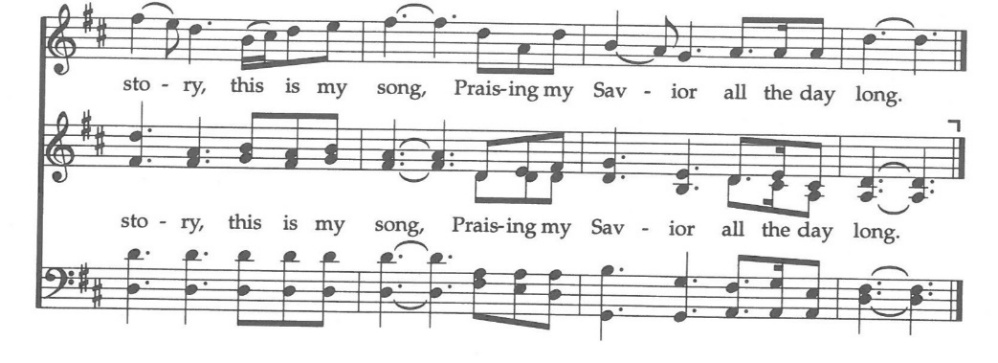 sto - ry, this is my song, Prais-ing my Sav - ior all the day long.
sto - ry, this is my song, Prais-ing my Sav - ior all the day long.